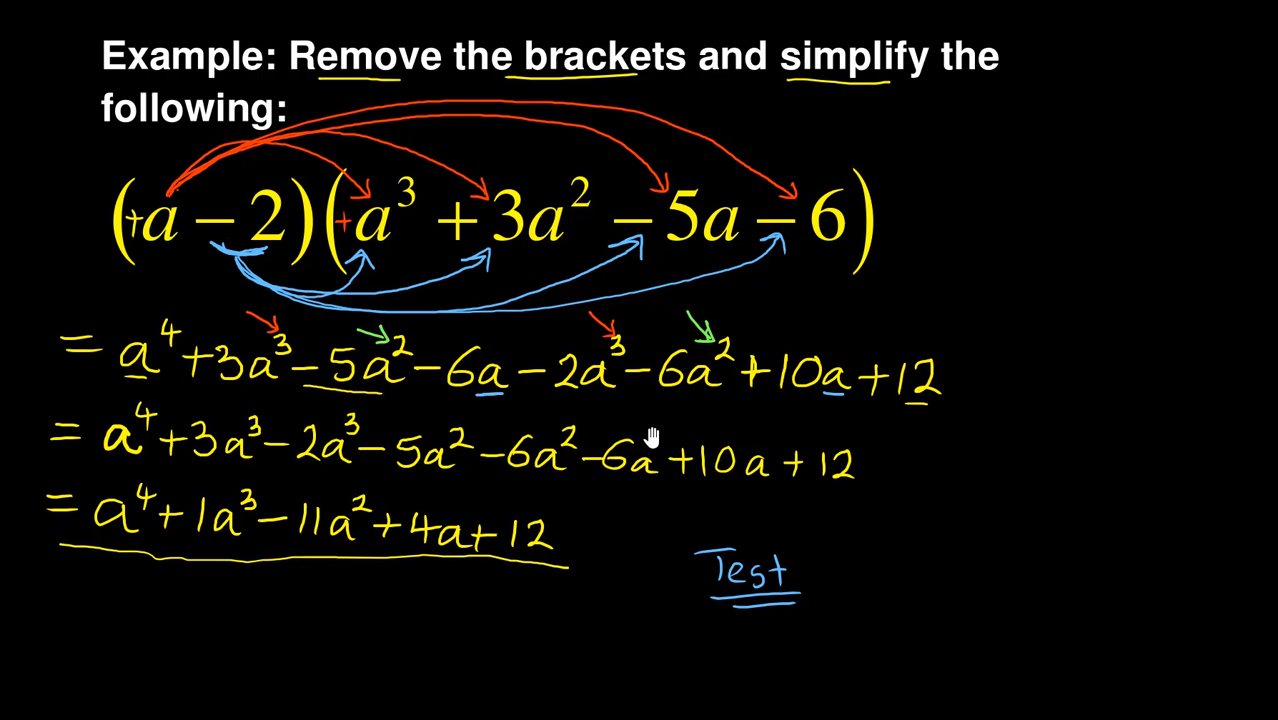 Example: Remove the brackets and simplify the
following:
(+a − 2)(+a³ + 3a² − 5a − 6)
= a⁴ + 3a³ − 5a² − 6a − 2a³ − 6a² + 10a + 12
= a⁴ + 3a³ − 2a³ − 5a² − 6a² − 6a + 10a + 12
= a⁴ + 1a³ − 11a² + 4a + 12
Test